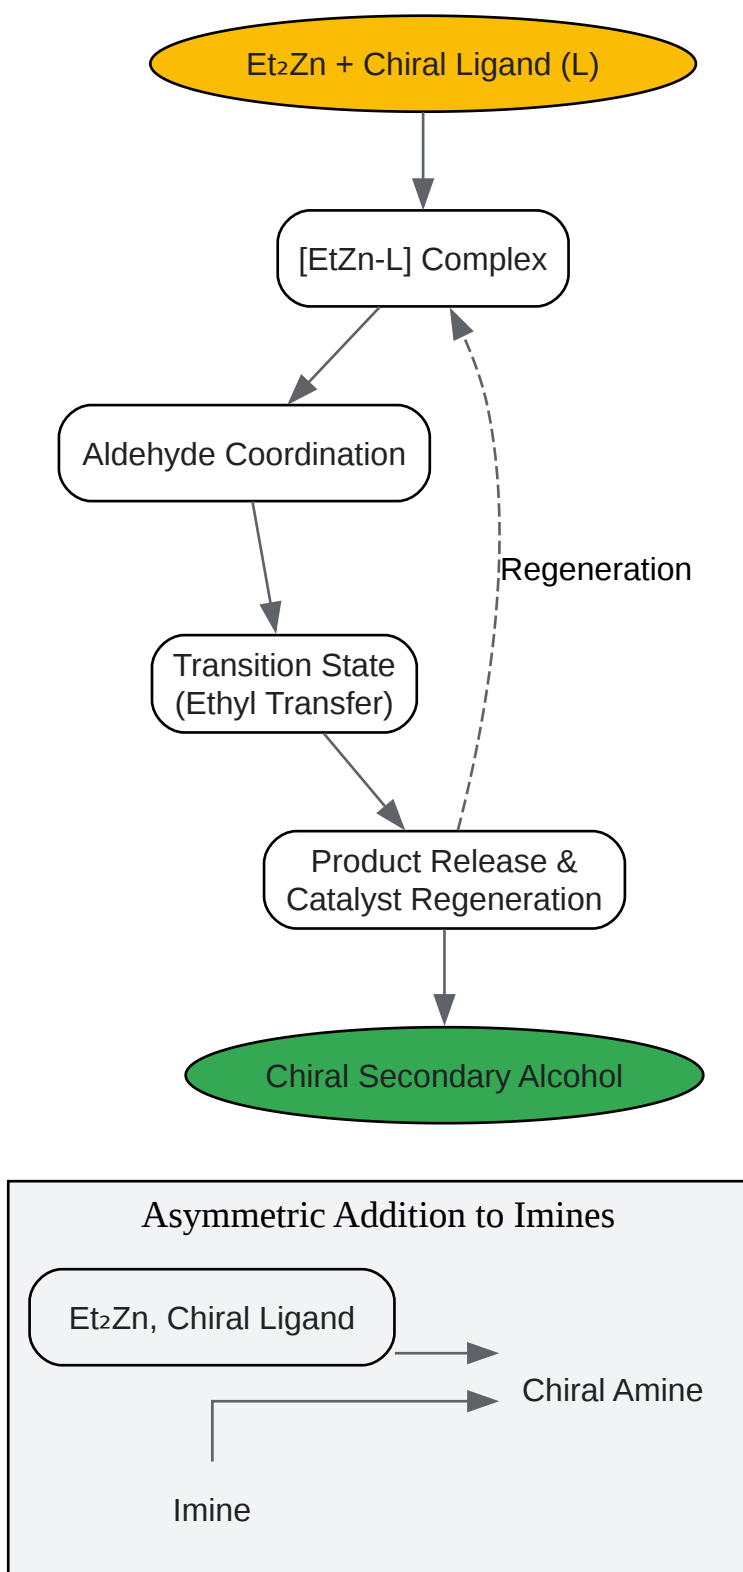 Et₂Zn + Chiral Ligand (L)
[EtZn-L] Complex
Aldehyde Coordination
Regeneration
Transition State
(Ethyl Transfer)
Product Release &
Catalyst Regeneration
Chiral Secondary Alcohol
Asymmetric Addition to Imines
Et₂Zn, Chiral Ligand
Chiral Amine
Imine